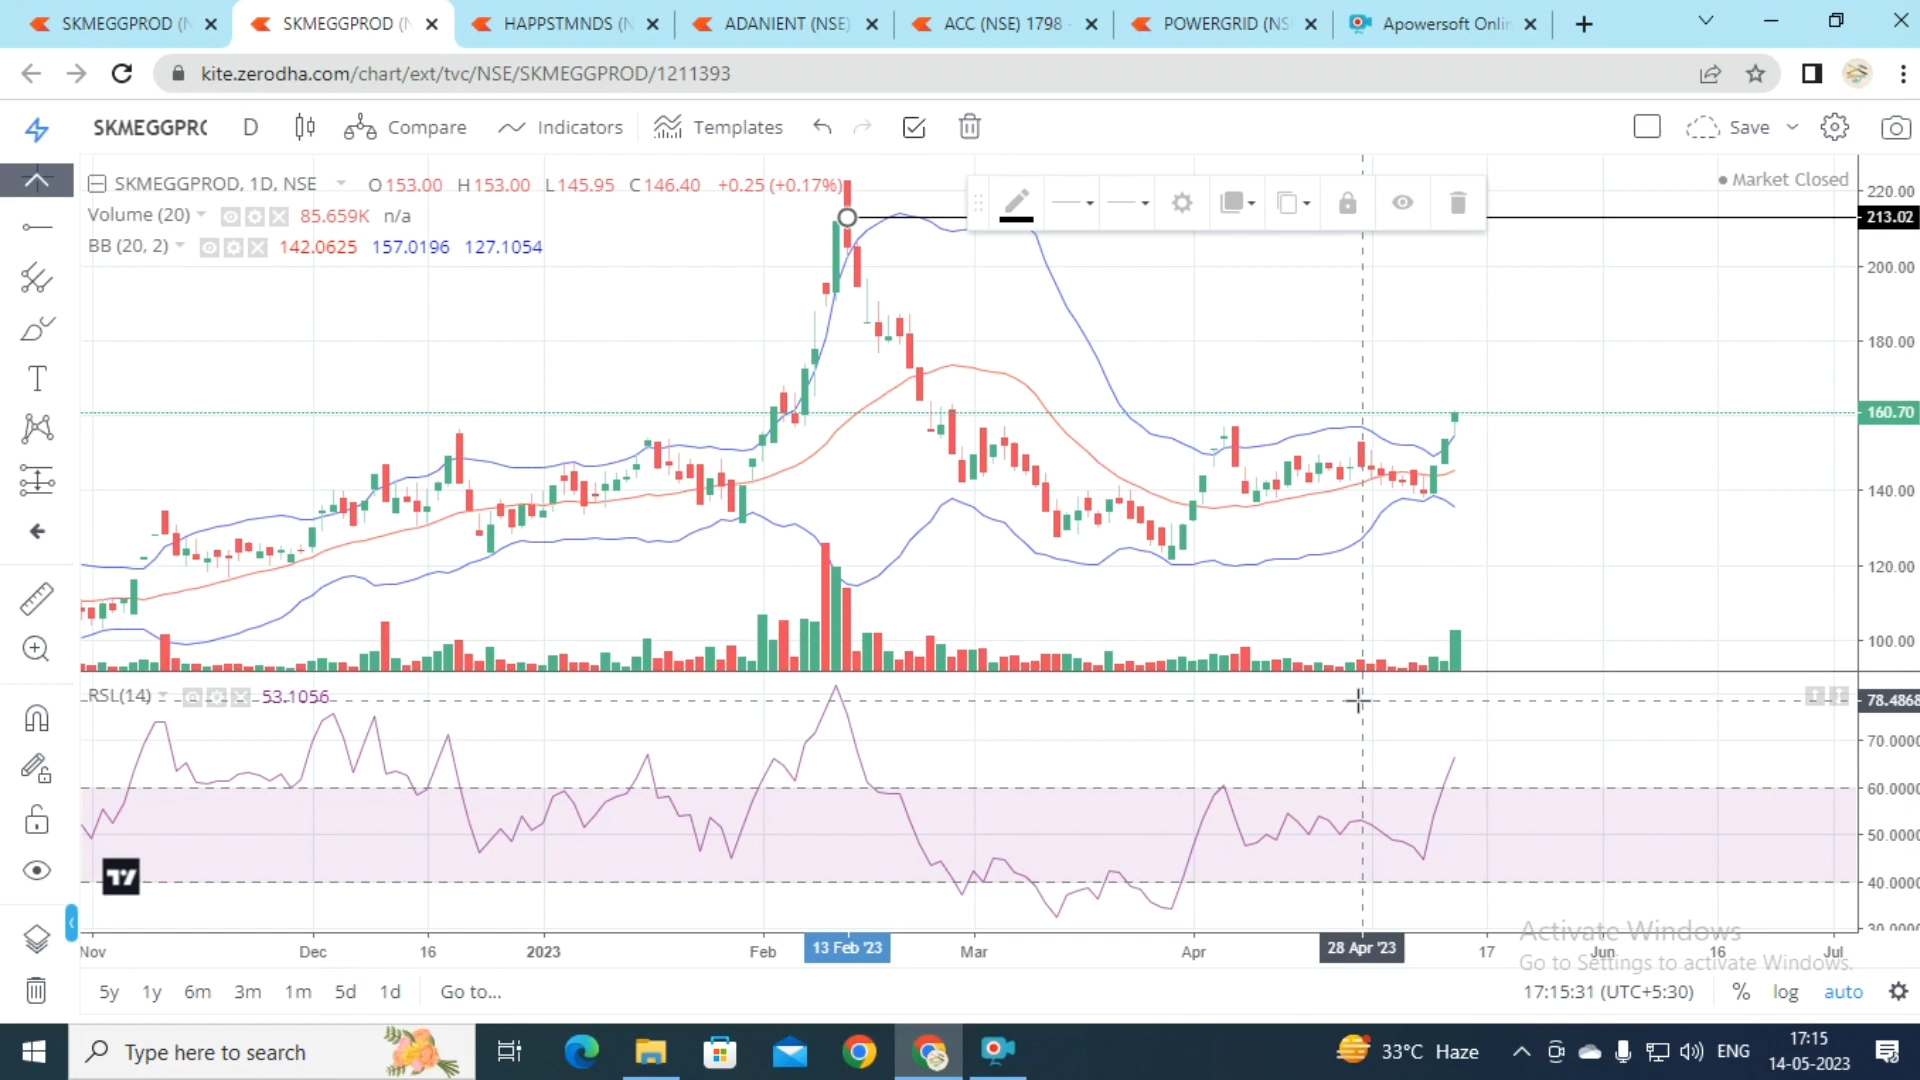 SKMEGGPROD (N
SKMEGGPROD (N
HAPPSTMNDS (N
ADANIENT (NSE)
ACC (NSE) 1798 -
POWERGRID (NS
Apowersoft Onli
kite.zerodha.com/chart/ext/tvc/NSE/SKMEGGPROD/1211393
SKMEGGPRO
D
Compare
Indicators
Templates
Save
SKMEGGPROD, 1D, NSE
O153.00 H153.00 L145.95 C146.40 +0.25 (+0.17%)
Market Closed
Volume (20)
85.659K n/a
BB (20, 2)
142.0625 157.0196 127.1054
220.00
213.02
200.00
180.00
160.70
140.00
120.00
100.00
RSI (14)
53.1056
78.4868
70.0000
60.0000
50.0000
40.0000
30.0000
Nov
Dec
16
2023
Feb
13 Feb '23
Mar
Apr
28 Apr '23
17
Jun
16
Jul
Activate Windows
Go to Settings to activate Windows.
5y 1y 6m 3m 1m 5d 1d
Go to...
17:15:31 (UTC+5:30)
%
log
auto
Type here to search
33°C Haze
ENG
17:15
14-05-2023